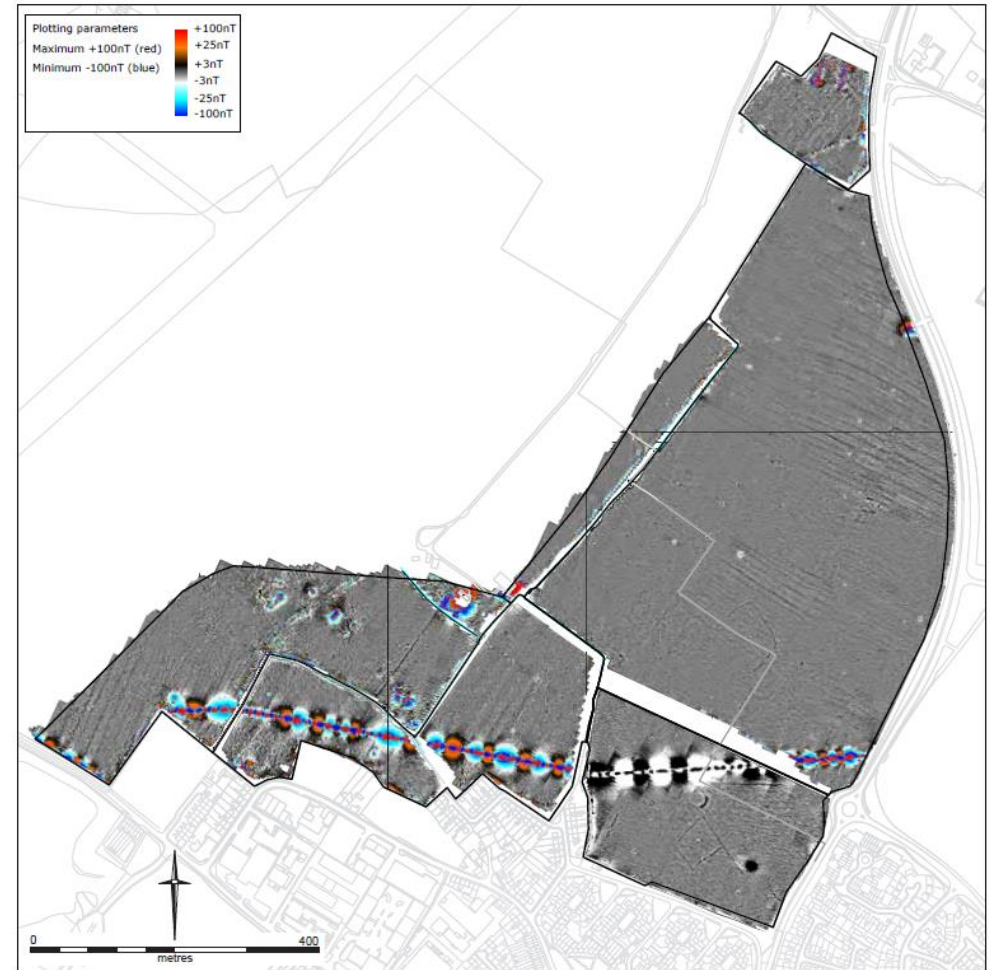 Plotting parameters
Maximum +100nT (red)
Minimum -100nT (blue)
+100nT
+25nT
+3nT
-3nT
-25nT
-100nT
0 400
metres